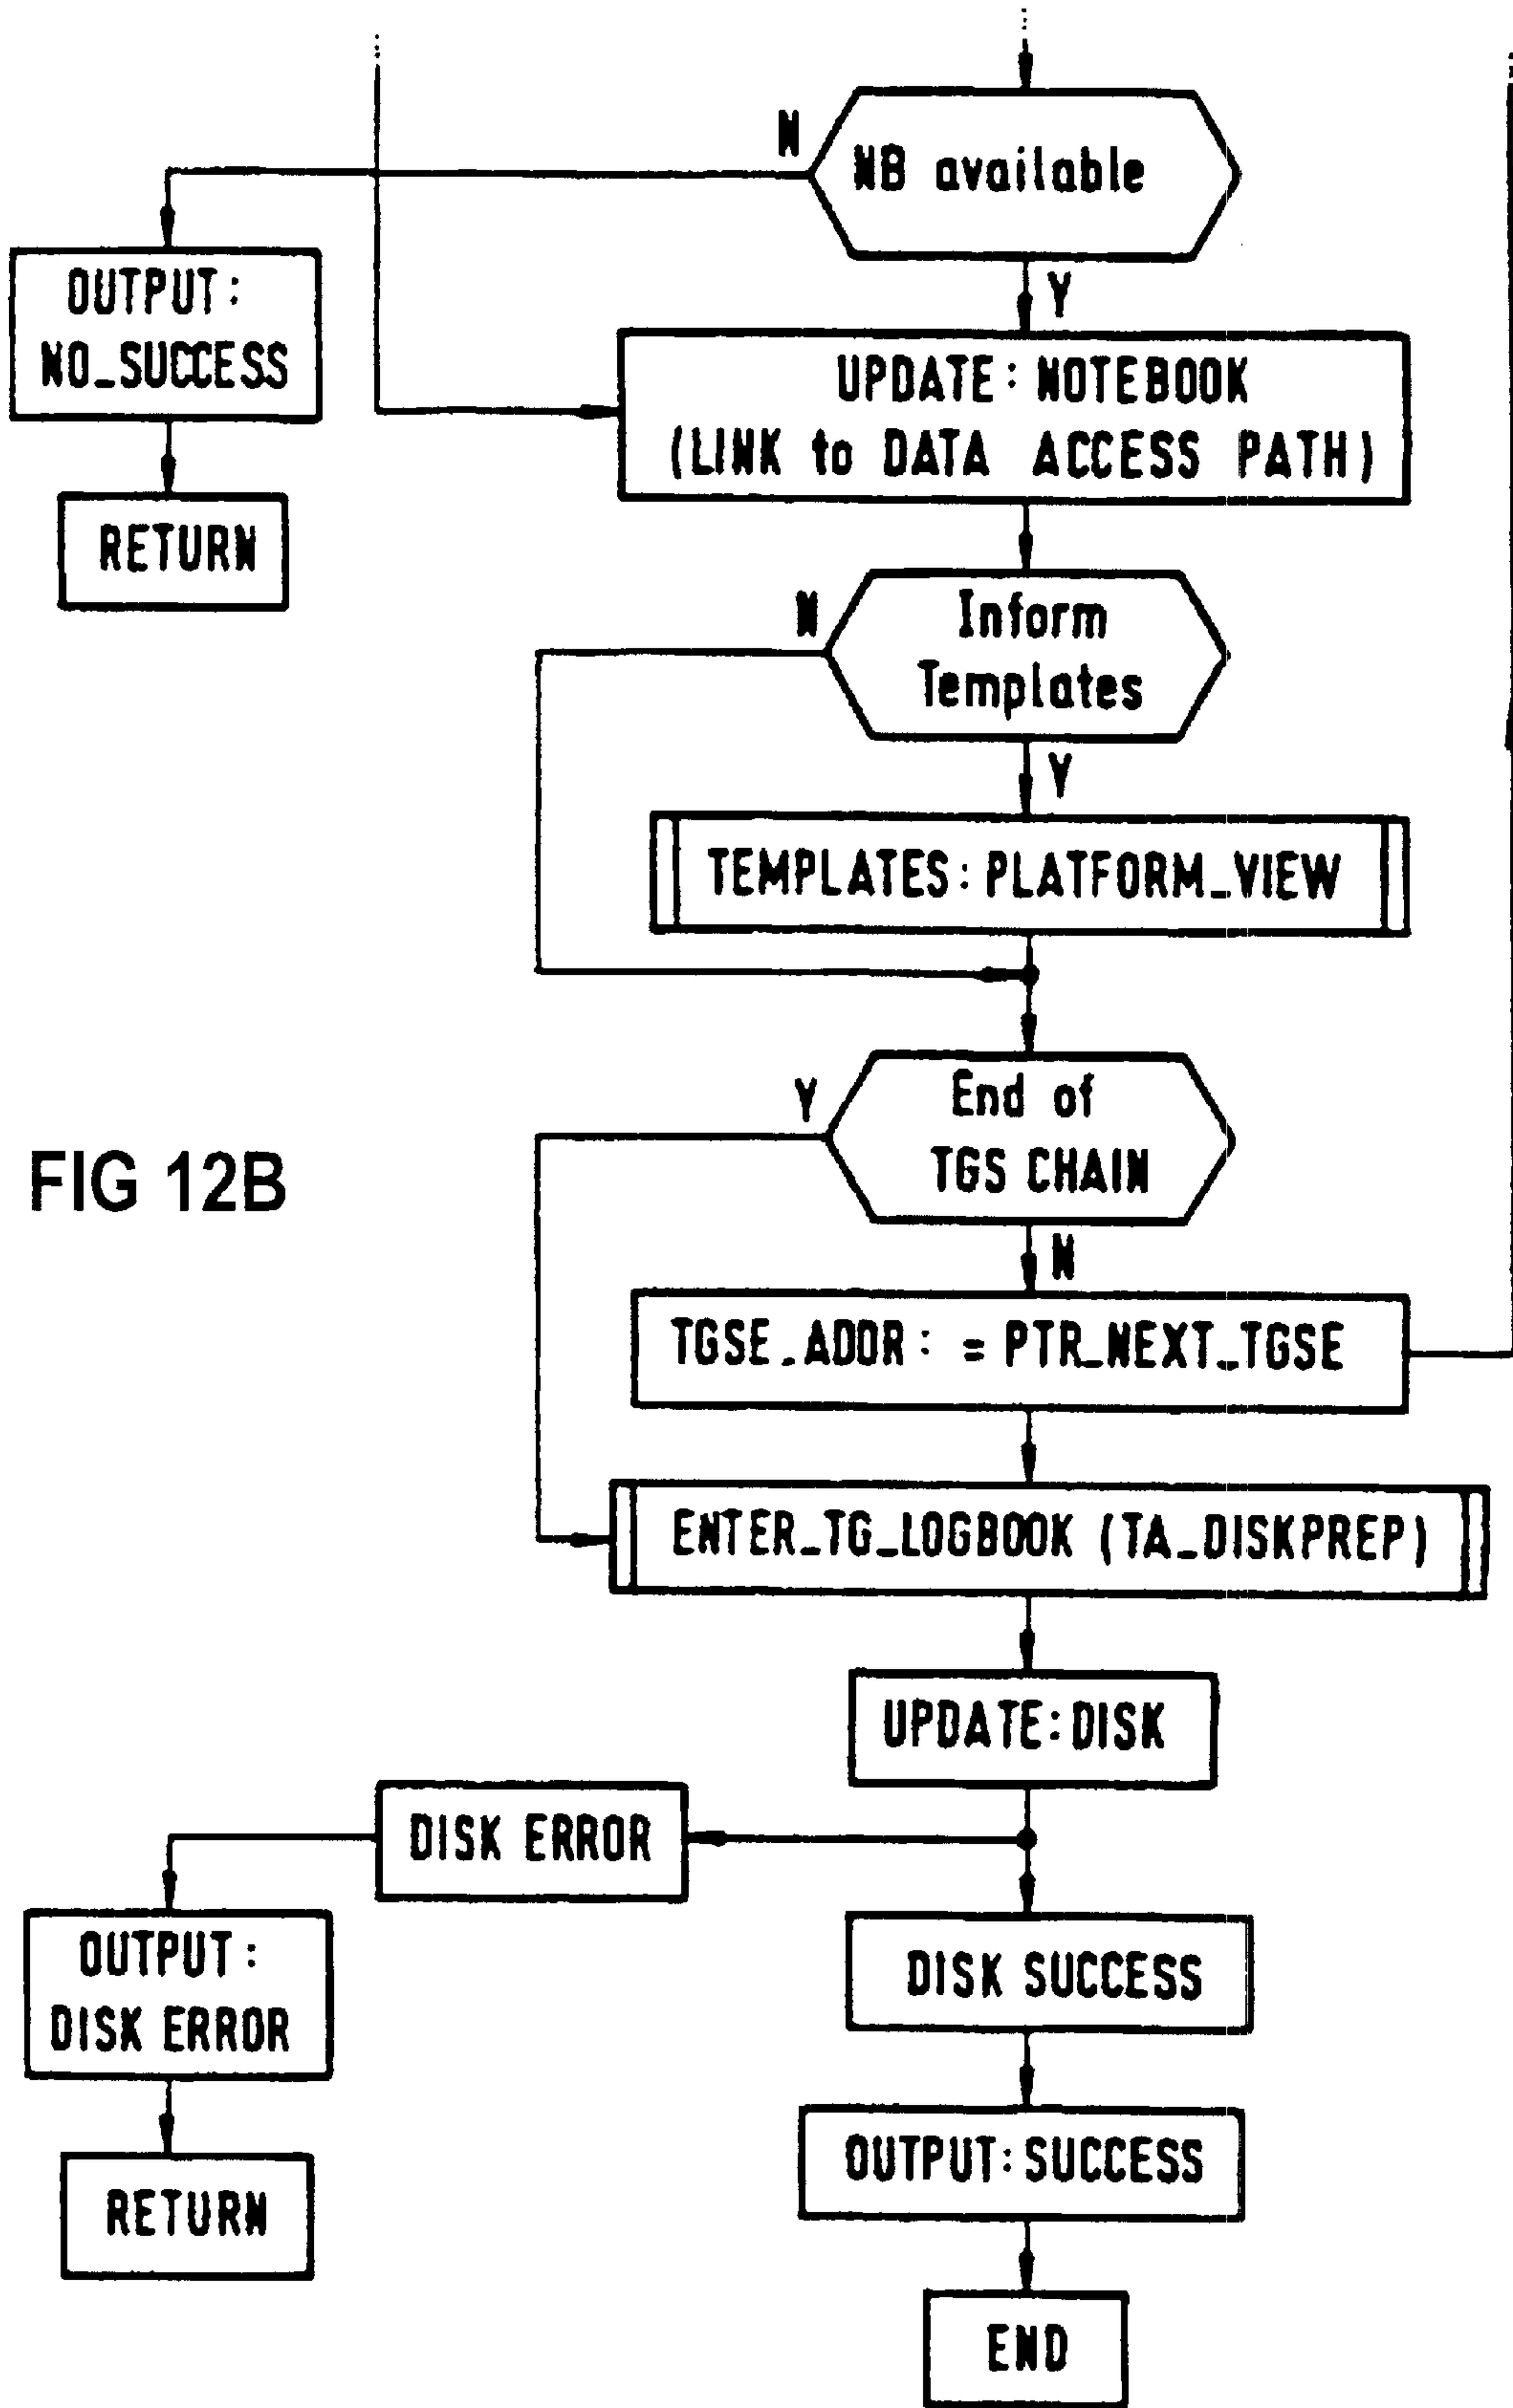 N
NB available
OUTPUT:
NO_SUCCESS
Y
UPDATE: NOTEBOOK
(LINK to DATA ACCESS PATH)
RETURN
N
Inform
Templates
Y
TEMPLATES: PLATFORM_VIEW
Y
End of
TGS CHAIN
FIG 12B
N
TGSE_ADDR: = PTR_NEXT_TGSE
ENTER_TG_LOGBOOK (TA_DISKPREP)
UPDATE: DISK
DISK ERROR
OUTPUT:
DISK ERROR
DISK SUCCESS
RETURN
OUTPUT: SUCCESS
END